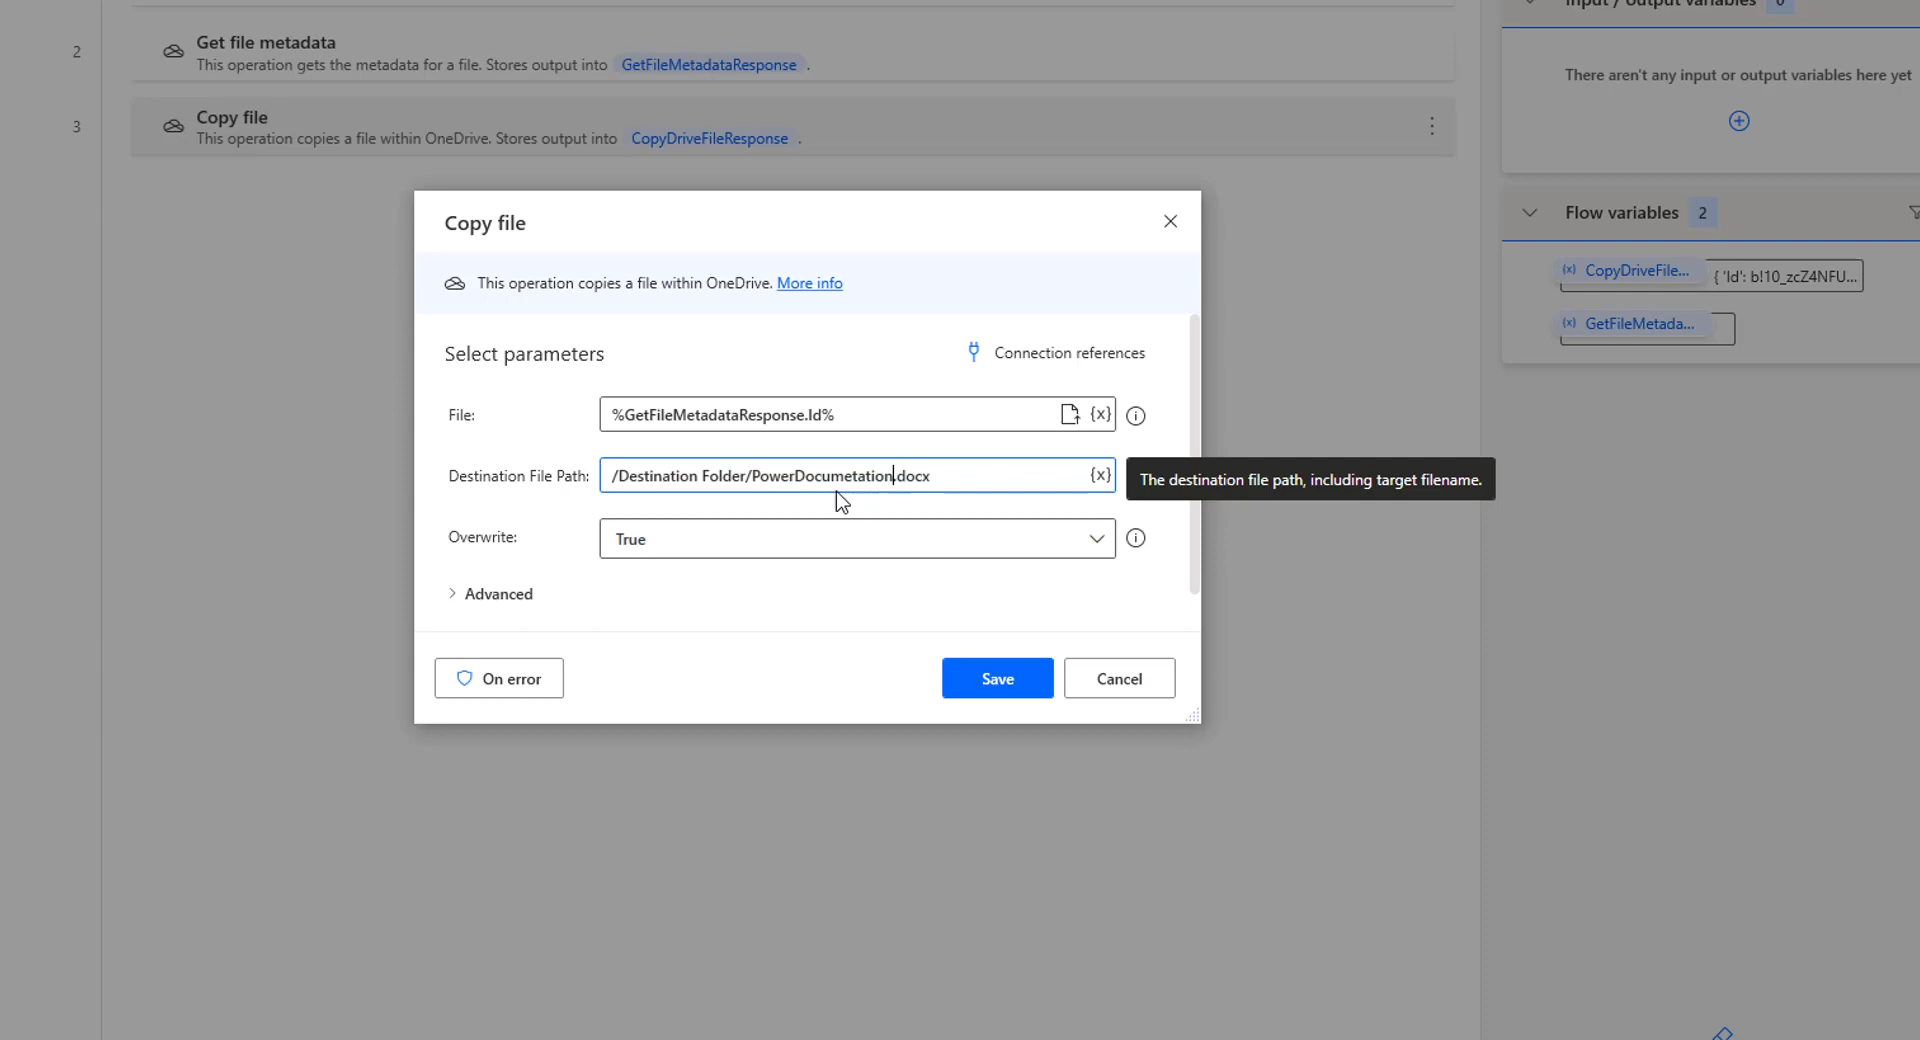 Input / output variables 0
2
Get file metadata
This operation gets the metadata for a file. Stores output into GetFileMetadataResponse .
There aren't any input or output variables here yet
3
Copy file
This operation copies a file within OneDrive. Stores output into CopyDriveFileResponse .
Copy file
This operation copies a file within OneDrive. More info
Flow variables 2
(x) CopyDriveFile... { 'Id': b!10_zcZ4NFU...
(x) GetFileMetada...
Select parameters
Connection references
File: %GetFileMetadataResponse.Id% {x}
Destination File Path: /Destination Folder/PowerDocumetation.docx {x}
The destination file path, including target filename.
Overwrite: True
Advanced
On error
Save
Cancel